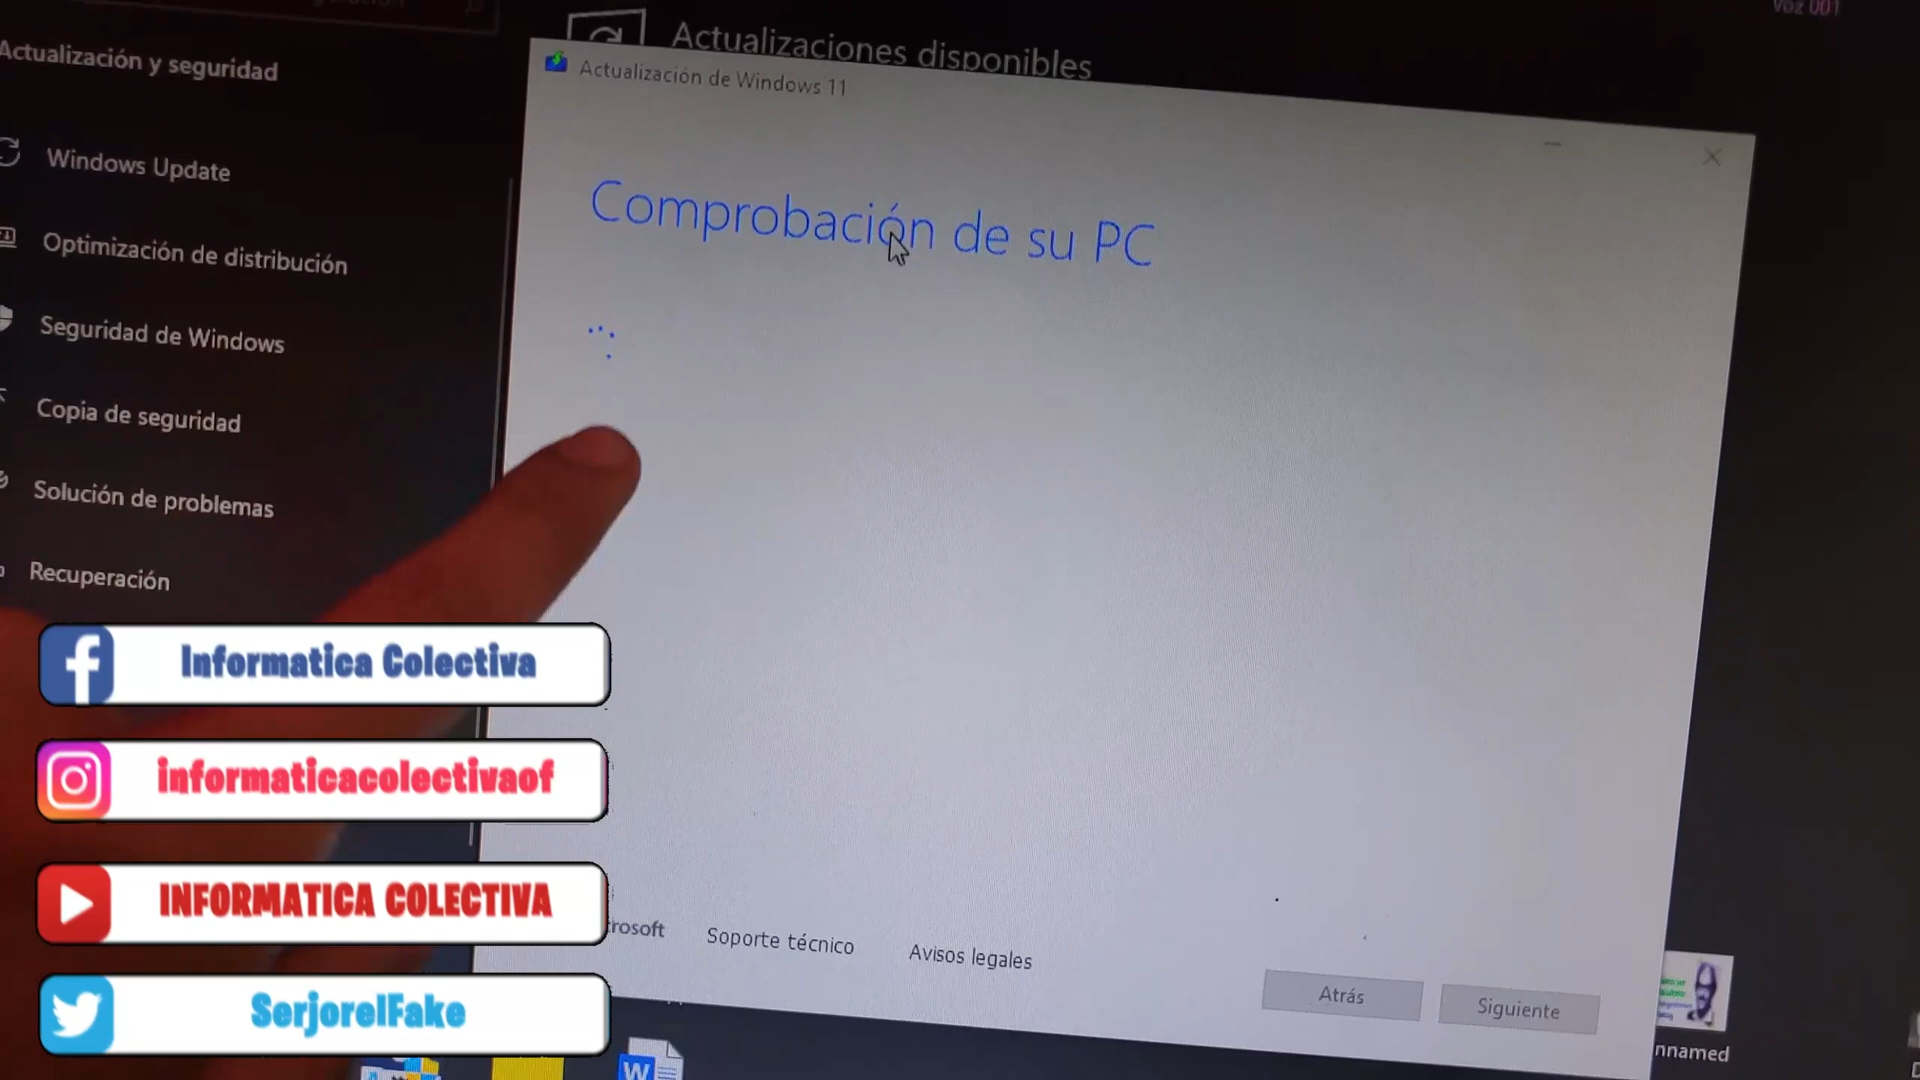 Voz 001
Actualización y seguridad
Windows Update
Optimización de distribución
Seguridad de Windows
Copia de seguridad
Solución de problemas
Recuperación
Actualizaciones disponibles
Actualización de Windows 11
Comprobación de su PC
Soporte técnico
Avisos legales
Atrás
Siguiente
Informatica Colectiva
informaticacolectivaof
INFORMATICA COLECTIVA
SerjorelFake
W